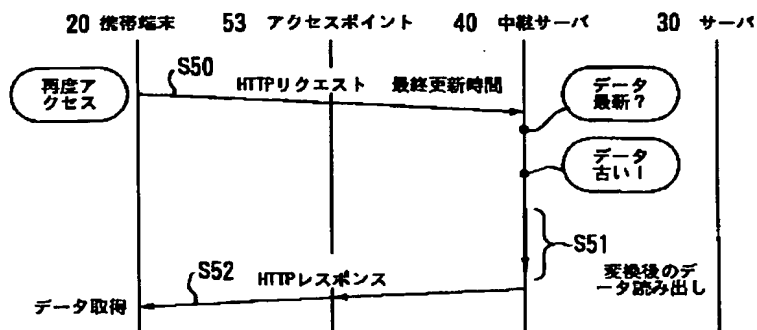 20 携帯端末 53 アクセスポイント 40 中継サーバ 30 サーバ
S50
再度ア
クセス
HTTPリクエスト 最終更新時間
データ
最新?
データ
古い!
S51
変換後のデ
ータ読み出し
S52
HTTPレスポンス
データ取得